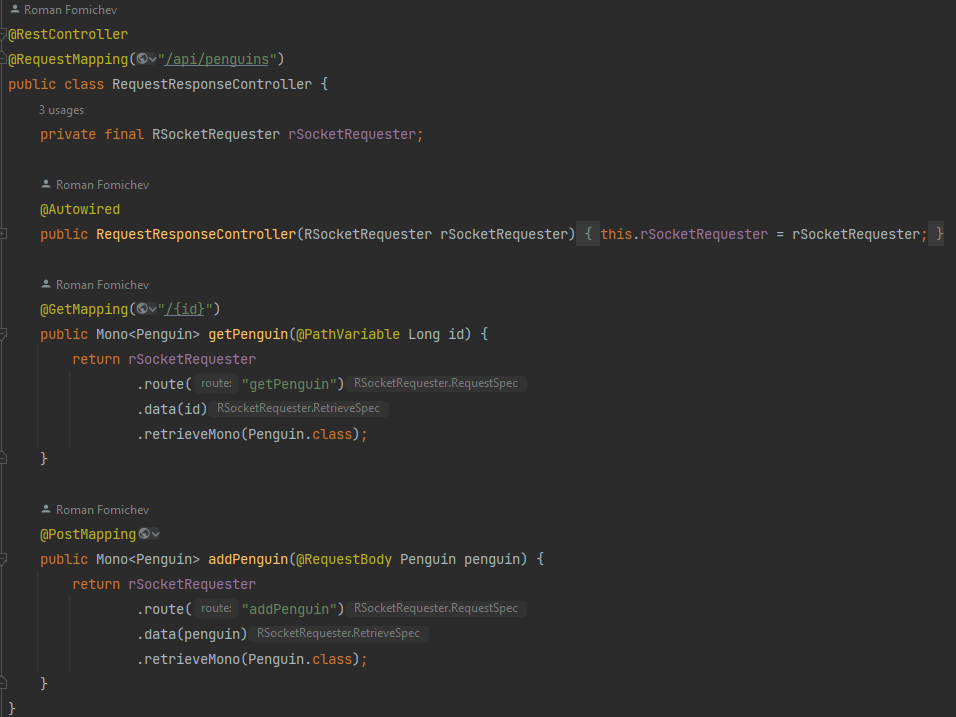 Roman Fomichev
@RestController
@RequestMapping("/api/penguins")
public class RequestResponseController {
3 usages
private final RSocketRequester rSocketRequester;
Roman Fomichev
@Autowired
public RequestResponseController(RSocketRequester rSocketRequester) { this.rSocketRequester = rSocketRequester; }
Roman Fomichev
@GetMapping("/{id}")
public Mono<Penguin> getPenguin(@PathVariable Long id) {
return rSocketRequester
.route( route: "getPenguin") RSocketRequester.RequestSpec
.data(id) RSocketRequester.RetrieveSpec
.retrieveMono(Penguin.class);
}
Roman Fomichev
@PostMapping
public Mono<Penguin> addPenguin(@RequestBody Penguin penguin) {
return rSocketRequester
.route( route: "addPenguin") RSocketRequester.RequestSpec
.data(penguin) RSocketRequester.RetrieveSpec
.retrieveMono(Penguin.class);
}
}